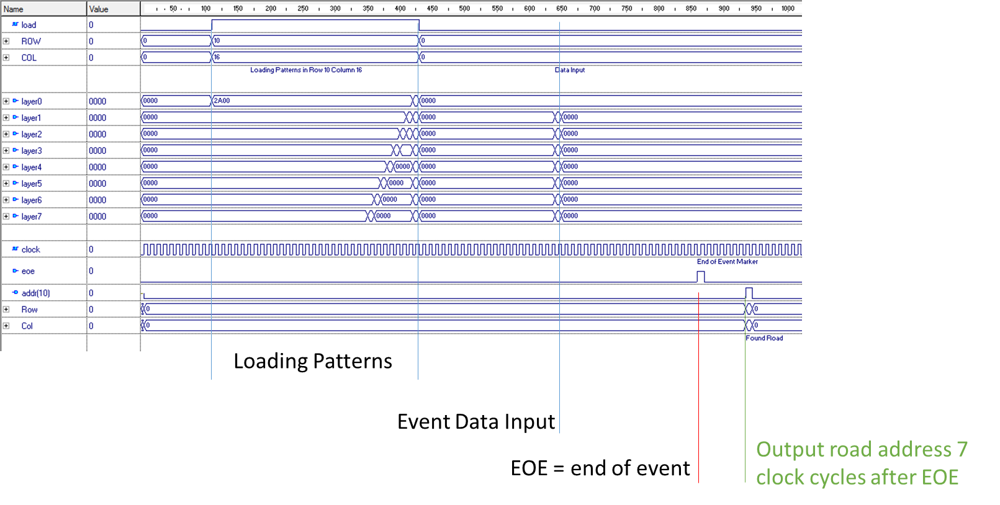 Name Value 50 100 150 200 250 300 350 400 450 500 550 600 650 700 750 800 850 900 950 1000
load 0
ROW 0 0 10 0
COL 0 0 16 0
Loading Patterns in Row 10 Column 16 Data Input
layer0 0000 0000 2A00 0000
layer1 0000 0000 0000 0000
layer2 0000 0000 0000 0000
layer3 0000 0000 0000 0000
layer4 0000 0000 0000 0000 0000
layer5 0000 0000 0000 0000 0000
layer6 0000 0000 0000 0000 0000
layer7 0000 0000 0000 0000 0000
clock 0
End of Event Marker
eoe 0
addr(10) 0
Row 0 0 0
Col 0 0 0
Found Road
Loading Patterns
Event Data Input
EOE = end of event
Output road address 7
clock cycles after EOE